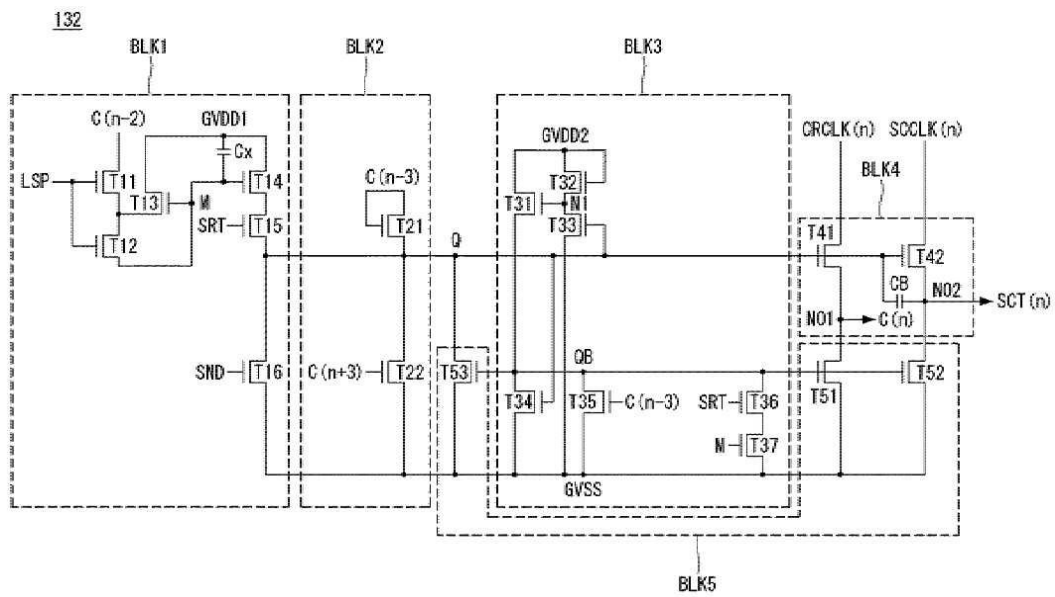 132
BLK1
BLK2
BLK3
C(n-2)
GVDD1
Cx
LSP
T11
T13
M
T14
SRT
T15
T12
C(n-3)
T21
Q
GVDD2
T32
T31
N1
T33
CRCLK(n)
SCCLK(n)
BLK4
T41
T42
CB
NO2
SCT(n)
NO1
C(n)
SND
T16
C(n+3)
T22
T53
QB
T34
T35
C(n-3)
SRT
T36
M
T37
T51
T52
GVSS
BLK5